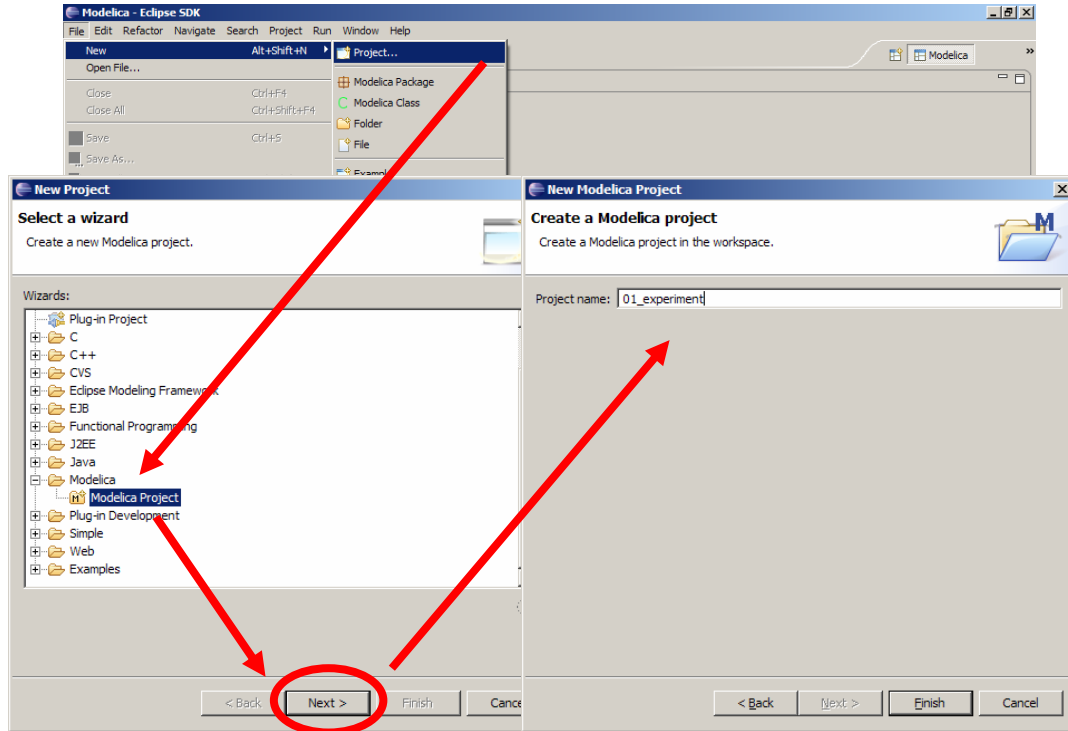 Modelica - Eclipse SDK
File Edit Refactor Navigate Search Project Run Window Help
New Alt+Shift+N
Open File...
Close Ctrl+F4
Close All Ctrl+Shift+F4
Save Ctrl+S
Save As...
Project...
Modelica Package
Modelica Class
Folder
File
Modelica
»
New Project
Select a wizard
Create a new Modelica project.
Wizards:
Plug-in Project
C
C++
CVS
Eclipse Modeling Framework
EJB
Functional Programming
J2EE
Java
Modelica
Modelica Project
Plug-in Development
Simple
Web
Examples
< Back Next > Finish Cance
New Modelica Project
Create a Modelica project
Create a Modelica project in the workspace.
M
Project name: 01_experiment
< Back Next > Finish Cancel